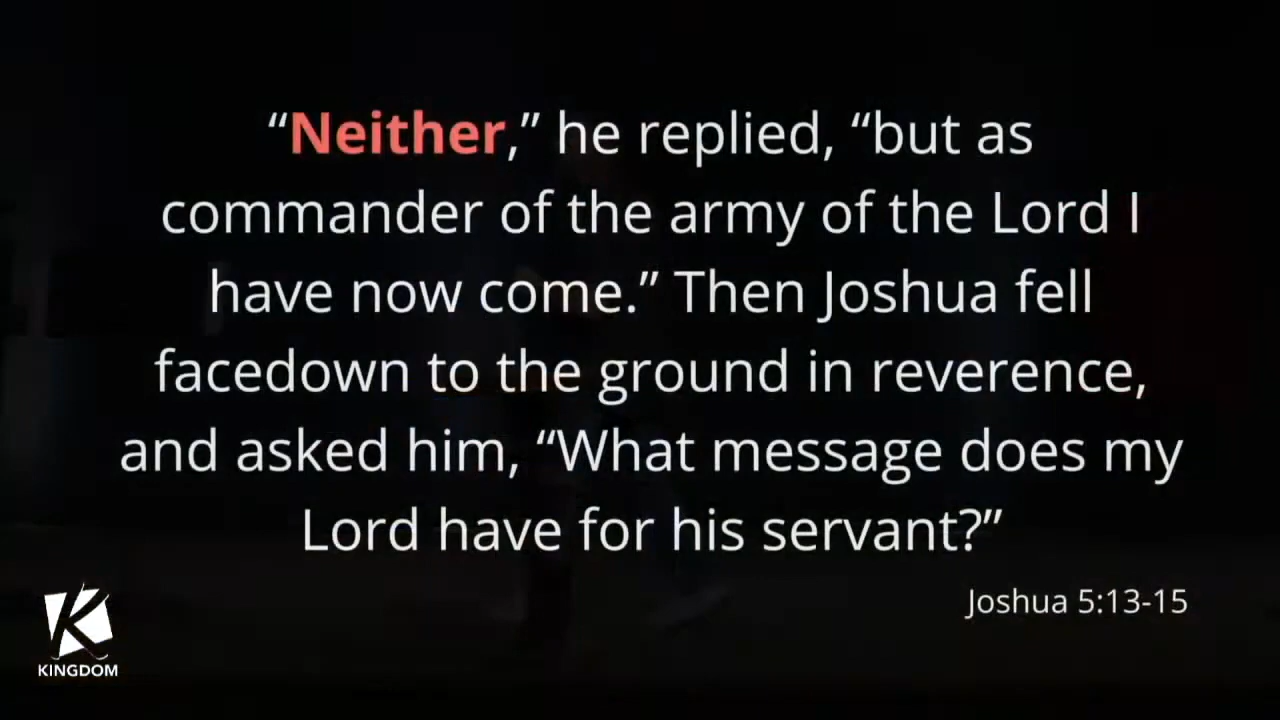 “Neither,” he replied, “but as
commander of the army of the Lord I
have now come.” Then Joshua fell
facedown to the ground in reverence,
and asked him, “What message does my
Lord have for his servant?”
Joshua 5:13-15
K
KINGDOM